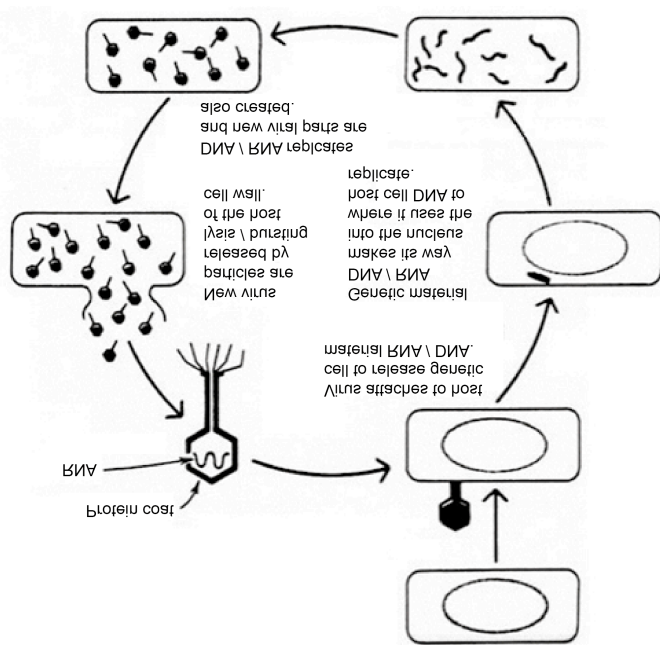 Protein coat
RNA
Virus attaches to host
cell to release genetic
material RNA / DNA.
Genetic material
DNA / RNA
makes its way
into the nucleus
where it uses the
host cell DNA to
replicate.
DNA / RNA replcates
and new viral parts are
also created.
New virus
particles are
released by
lysis / bursting
of the host
cell wall.